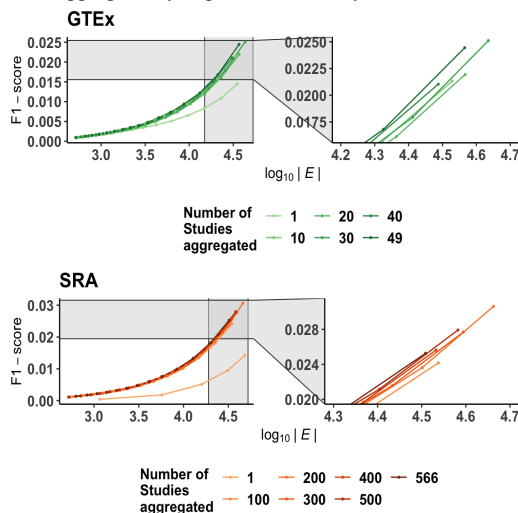 GTEx
F1 – score
0.025
0.020
0.015
0.010
0.005
0.000
3.0 3.5 4.0 4.5
0.0250
0.0200
0.0175
4.2 4.3 4.4 4.5 4.6 4.7
log10 | E |
Number of Studies aggregated
1 20 40
10 30 49
SRA
F1 – score
0.03
0.02
0.01
0.00
3.0 3.5 4.0 4.5
0.028
0.024
0.020
4.3 4.4 4.5 4.6 4.7
log10 | E |
Number of Studies aggregated
1 200 400 566
100 300 500